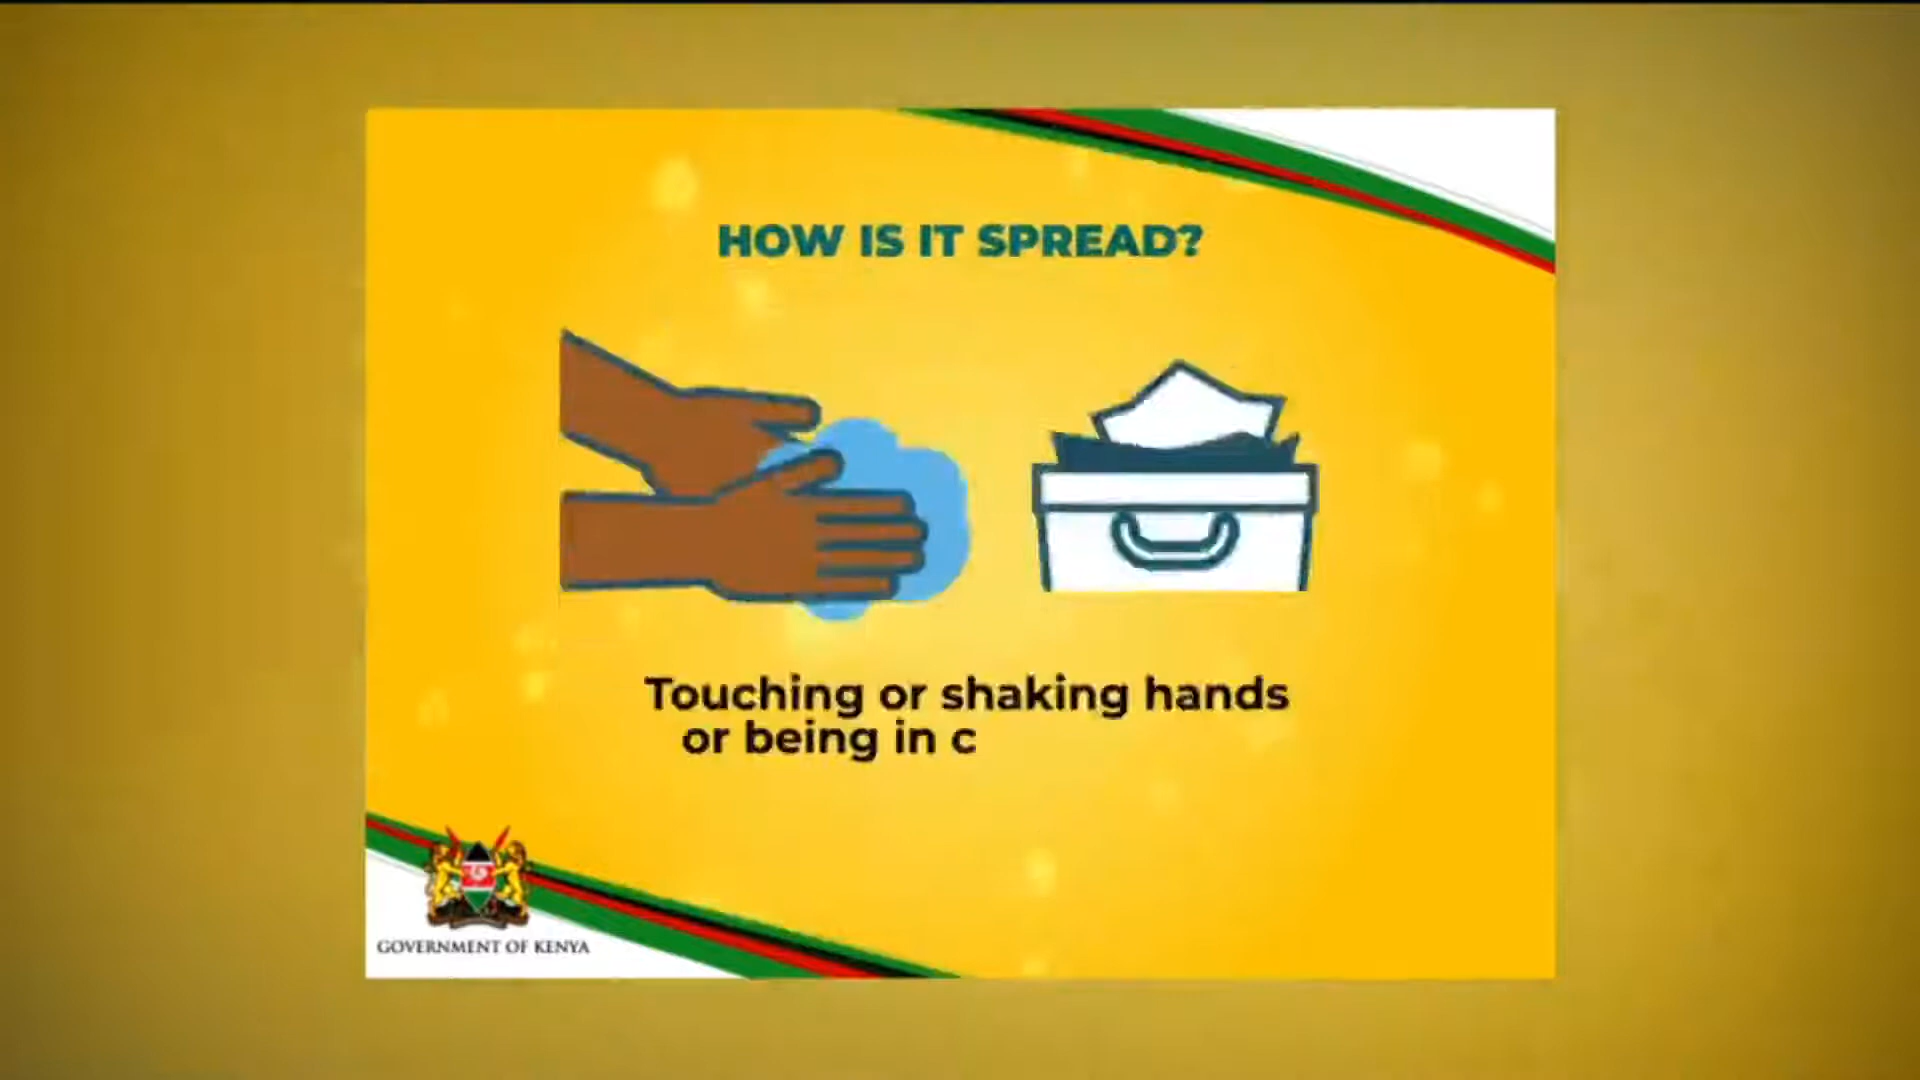 HOW IS IT SPREAD?
Touching or shaking hands
or being in c
GOVERNMENT OF KENYA